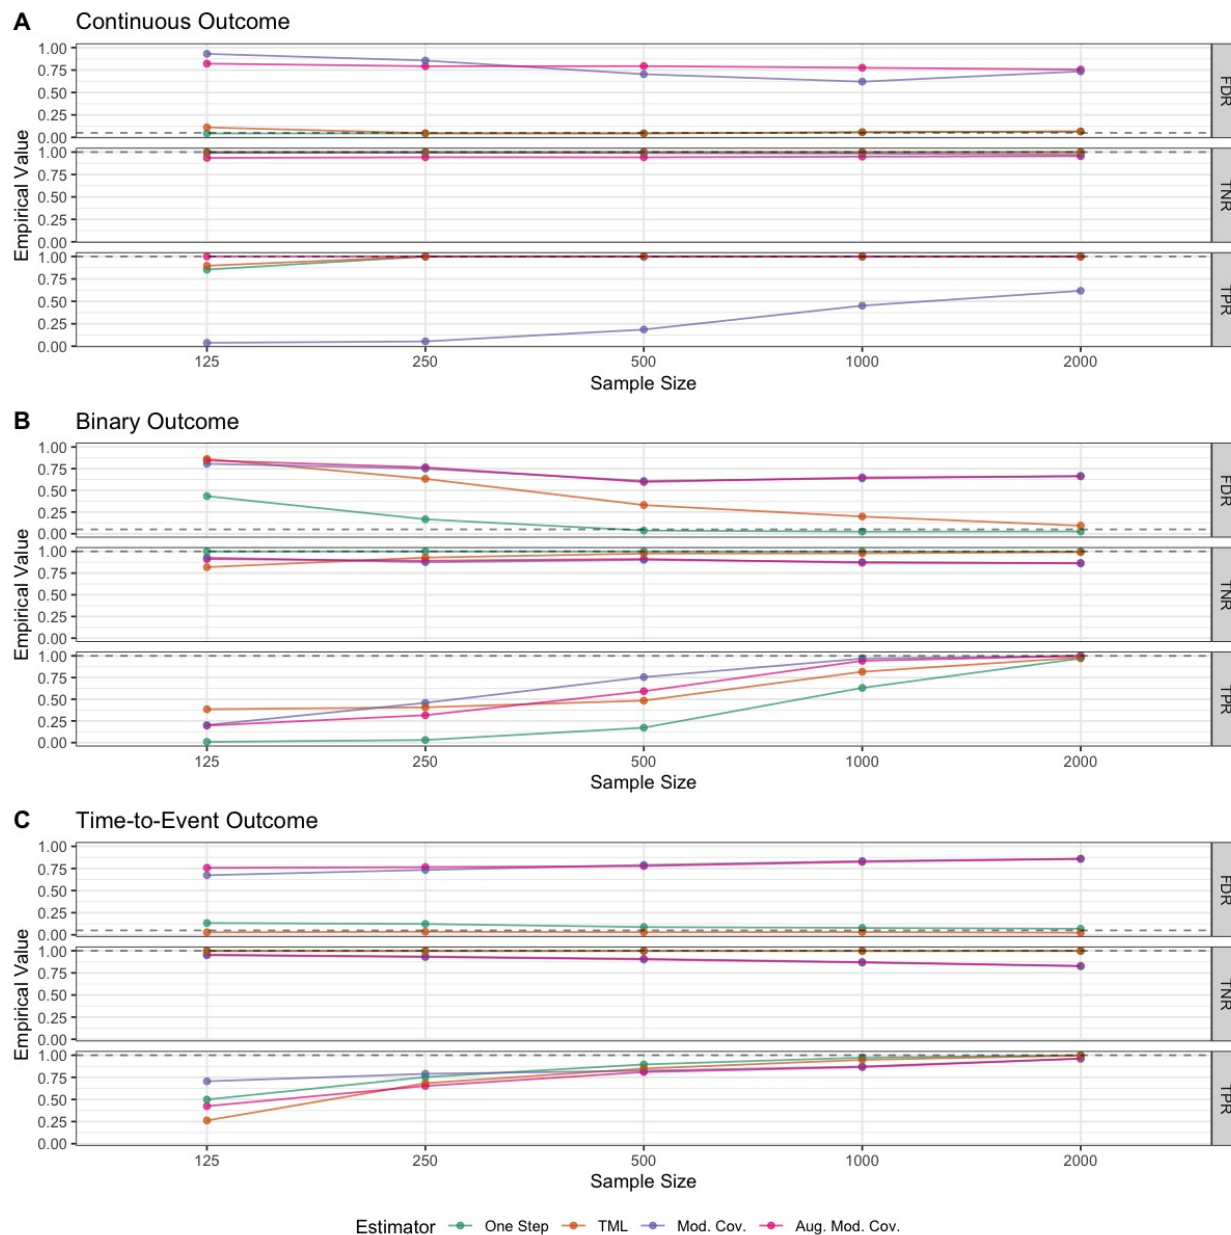 A Continuous Outcome
1.00
0.75
0.50
0.25
0.00
FDR
1.00
0.75
0.50
0.25
0.00
TNR
1.00
0.75
0.50
0.25
0.00
TPR
Empirical Value
125 250 500 1000 2000
Sample Size
B Binary Outcome
1.00
0.75
0.50
0.25
0.00
FDR
1.00
0.75
0.50
0.25
0.00
TNR
1.00
0.75
0.50
0.25
0.00
TPR
Empirical Value
125 250 500 1000 2000
Sample Size
C Time-to-Event Outcome
1.00
0.75
0.50
0.25
0.00
FDR
1.00
0.75
0.50
0.25
0.00
TNR
1.00
0.75
0.50
0.25
0.00
TPR
Empirical Value
125 250 500 1000 2000
Sample Size
Estimator One Step TML Mod. Cov. Aug. Mod. Cov.